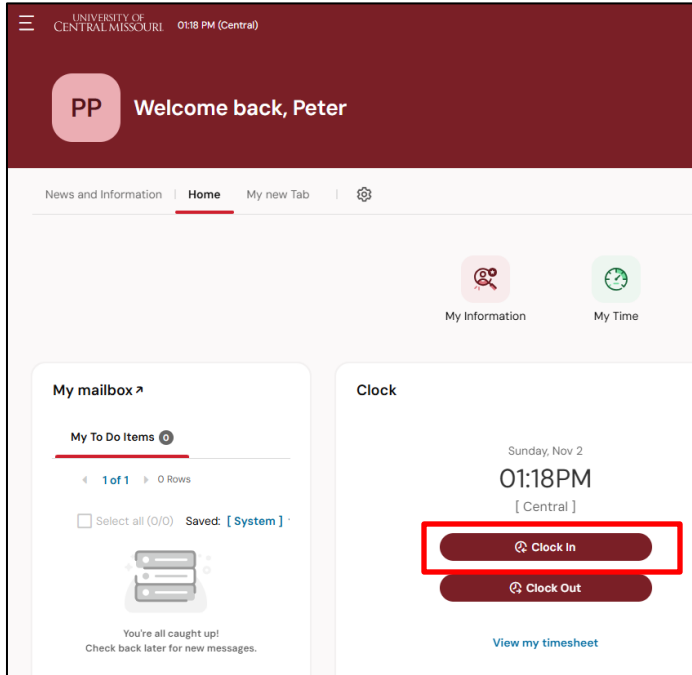 UNIVERSITY OF
CENTRAL MISSOURI.
01:18 PM (Central)
PP
Welcome back, Peter
News and Information
Home
My new Tab
My Information
My Time
My mailbox
My To Do Items 0
1 of 1
0 Rows
Select all (0/0)
Saved: [ System ]
You're all caught up!
Check back later for new messages.
Clock
Sunday, Nov 2
01:18PM
[ Central ]
Clock In
Clock Out
View my timesheet